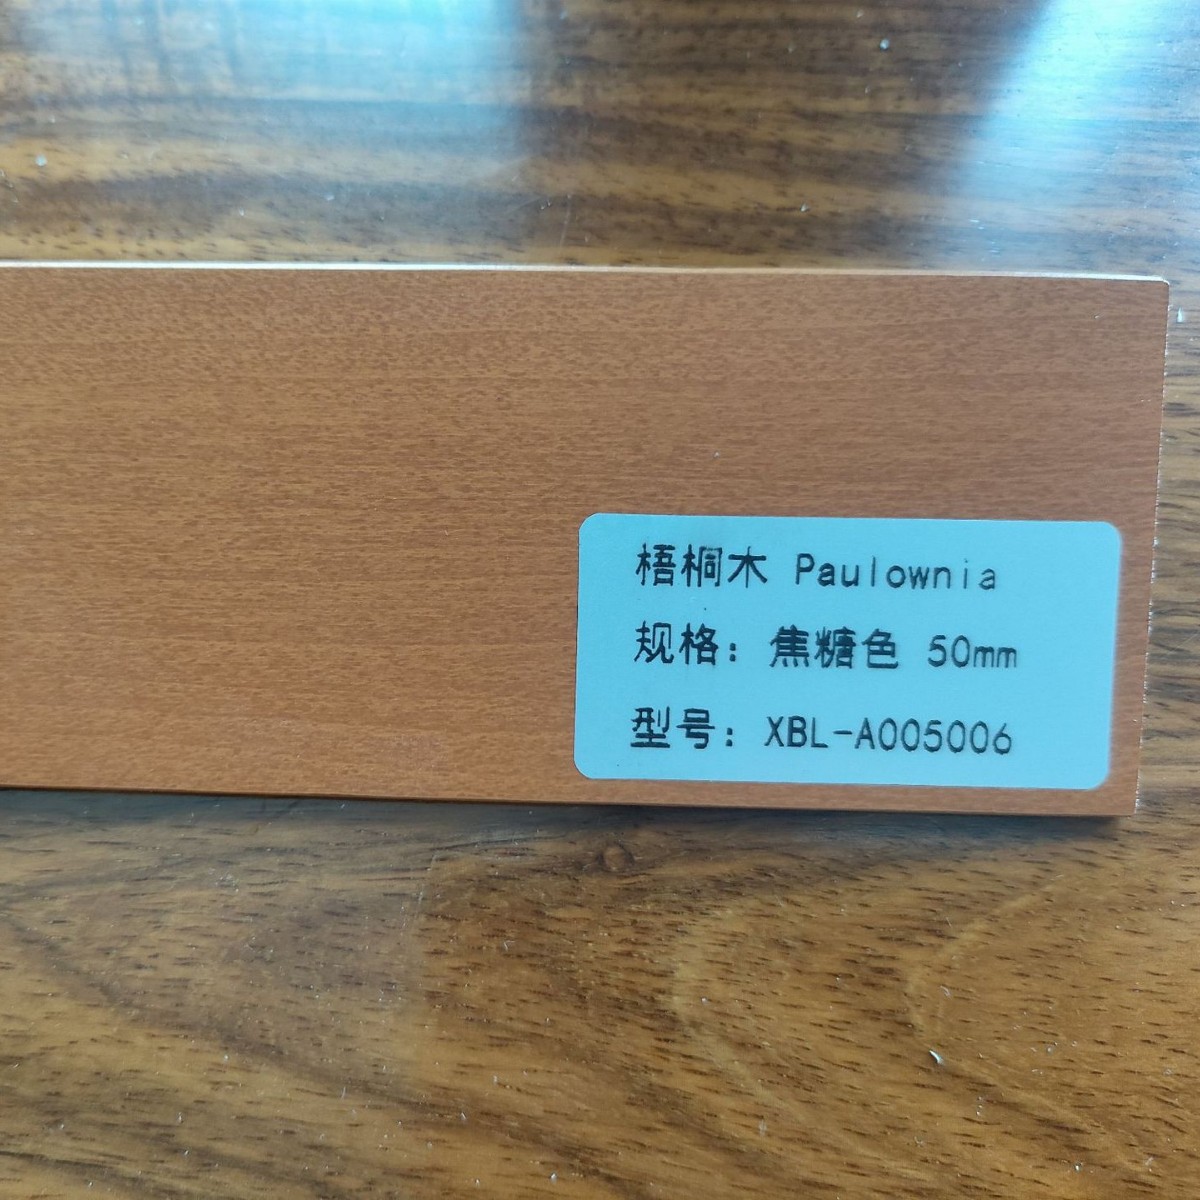 梧桐木 Paulownia
规格: 焦糖色 50mm
型号: XBL-A005006